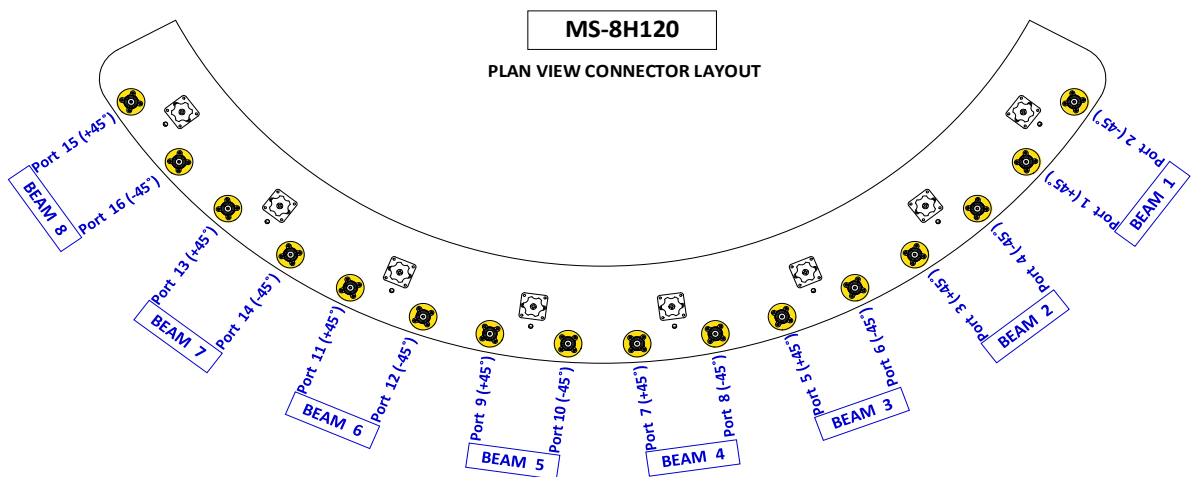 MS-8H120
PLAN VIEW CONNECTOR LAYOUT
Port 15 (+45˚)
Port 16 (-45˚)
BEAM 8
Port 13 (+45˚)
Port 14 (-45˚)
BEAM 7
Port 11 (+45˚)
Port 12 (-45˚)
BEAM 6
Port 9 (+45˚)
Port 10 (-45˚)
BEAM 5
Port 7 (+45˚)
Port 8 (-45˚)
BEAM 4
Port 5 (+45˚)
Port 6 (-45˚)
BEAM 3
Port 3 (+45˚)
Port 4 (-45˚)
BEAM 2
Port 1 (+45˚)
Port 2 (-45˚)
BEAM 1